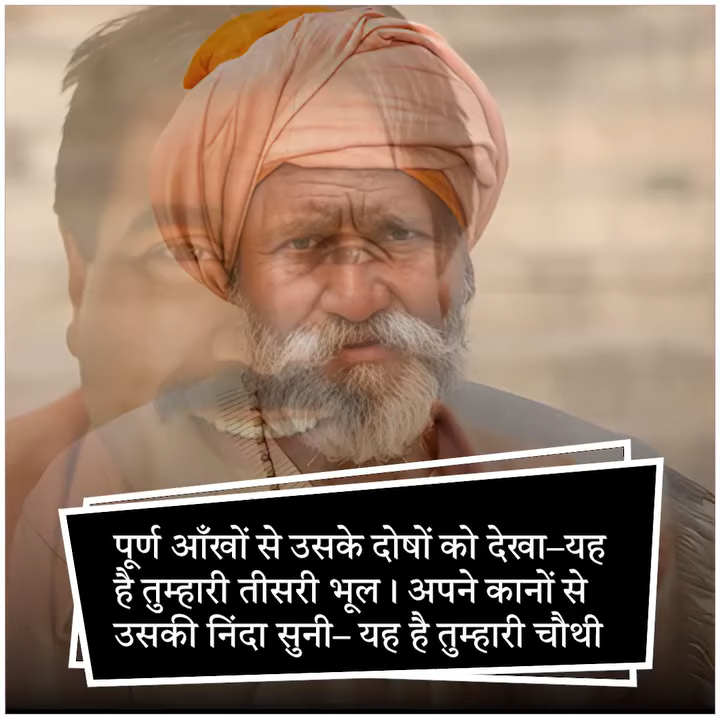 पूर्ण आँखों से उसके दोषों को देखा–यह
है तुम्हारी तीसरी भूल। अपने कानों से
उसकी निंदा सुनी– यह है तुम्हारी चौथी